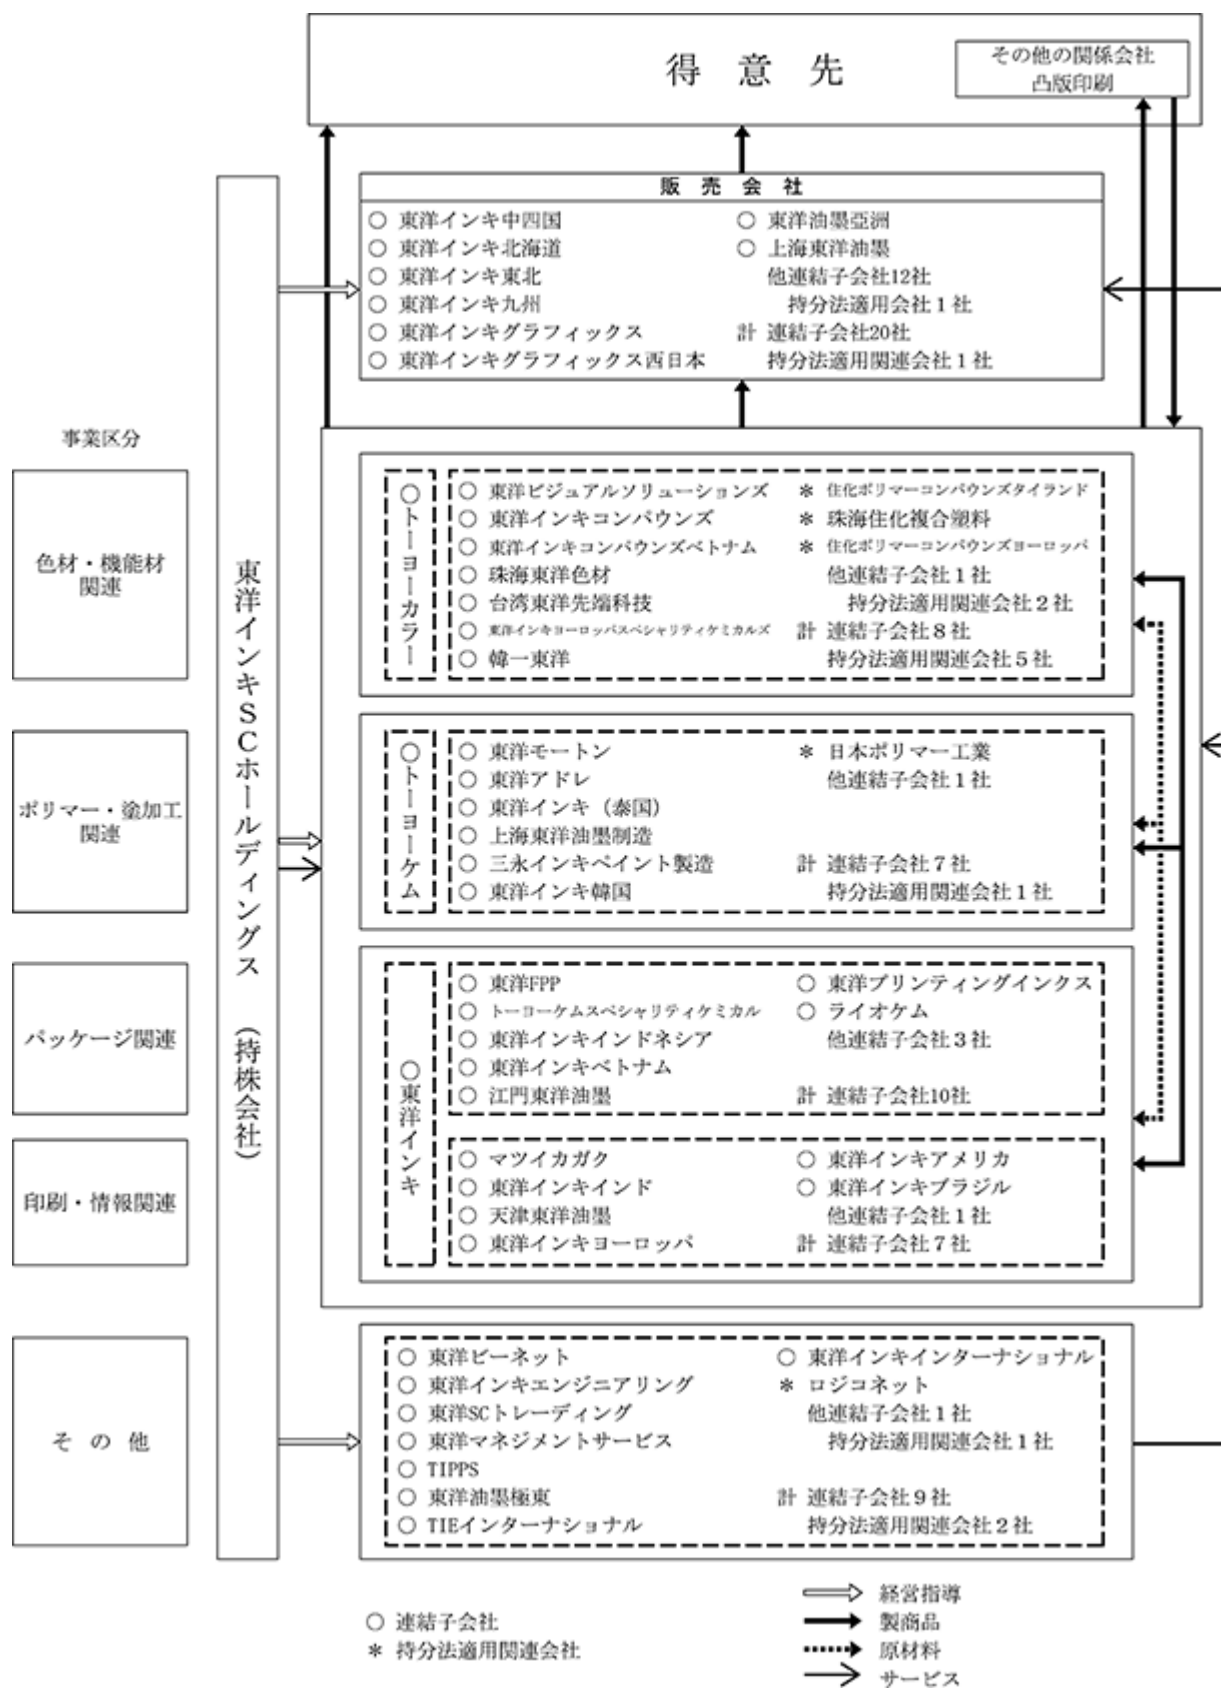 得意先
その他の関係会社
凸版印刷
販売会社
○ 東洋インキ中四国
○ 東洋インキ北海道
○ 東洋インキ東北
○ 東洋インキ九州
○ 東洋インキグラフィックス
○ 東洋インキグラフィックス西日本
○ 東洋油墨亞洲
○ 上海東洋油墨
他連結子会社12社
持分法適用会社1社
計 連結子会社20社
持分法適用関連会社1社
事業区分
色材・機能材
関連
ポリマー・塗加工
関連
パッケージ関連
印刷・情報関連
その他
東洋インキSCホールディングス (持株会社)
○トーヨーカラー
○ 東洋ビジュアルソリューションズ
○ 東洋インキコンパウンズ
○ 東洋インキコンパウンズベトナム
○ 珠海東洋色材
○ 台湾東洋先端科技
○ 東洋インキヨーロッパスペシャリティケミカルズ
○ 韓一東洋
* 住化ポリマーコンパウンズタイランド
* 珠海住化複合塑料
* 住化ポリマーコンパウンズヨーロッパ
他連結子会社1社
持分法適用関連会社2社
計 連結子会社8社
持分法適用関連会社5社
○トーヨーケム
○ 東洋モートン
○ 東洋アドレ
○ 東洋インキ(泰国)
○ 上海東洋油墨制造
○ 三永インキペイント製造
○ 東洋インキ韓国
* 日本ポリマー工業
他連結子会社1社
計 連結子会社7社
持分法適用関連会社1社
○東洋インキ
○ 東洋FPP
○ トーヨーケムスペシャリティケミカル
○ 東洋インキインドネシア
○ 東洋インキベトナム
○ 江門東洋油墨
○ 東洋プリンティングインクス
○ ライオケム
他連結子会社3社
計 連結子会社10社
○ マツイカガク
○ 東洋インキインド
○ 天津東洋油墨
○ 東洋インキヨーロッパ
○ 東洋インキアメリカ
○ 東洋インキブラジル
他連結子会社1社
計 連結子会社7社
○ 東洋ビーネット
○ 東洋インキエンジニアリング
○ 東洋SCトレーディング
○ 東洋マネジメントサービス
○ TIPPS
○ 東洋油墨極東
○ TIEインターナショナル
○ 東洋インキインターナショナル
* ロジコネット
他連結子会社1社
持分法適用関連会社1社
計 連結子会社9社
持分法適用関連会社2社
○ 連結子会社
* 持分法適用関連会社
経営指導
製商品
原材料
サービス